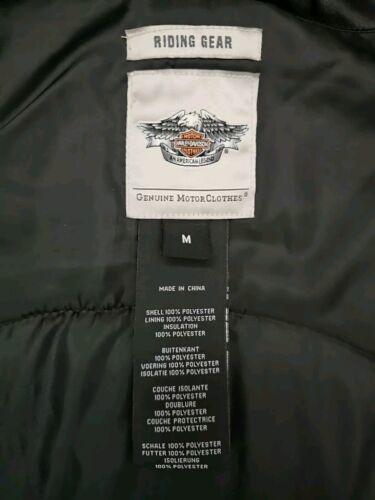 RIDING GEAR
MOTOR
HARLEY-DAVIDSON
CYCLES
AN AMERICAN LEGEND
GENUINE MOTORCLOTHES®
M
MADE IN CHINA
SHELL 100% POLYESTER
LINING 100% POLYESTER
INSULATION
100% POLYESTER
BUITENKANT
100% POLYESTER
VOERING 100% POLYESTER
ISOLATIE 100% POLYESTER
COUCHE ISOLANTE
100% POLYESTER
DOUBLURE
100% POLYESTER
COUCHE PROTECTRICE
100% POLYESTER
SCHALE 100% POLYESTER
FUTTER 100% POLYESTER
ISOLIERUNG
100% POLYESTER